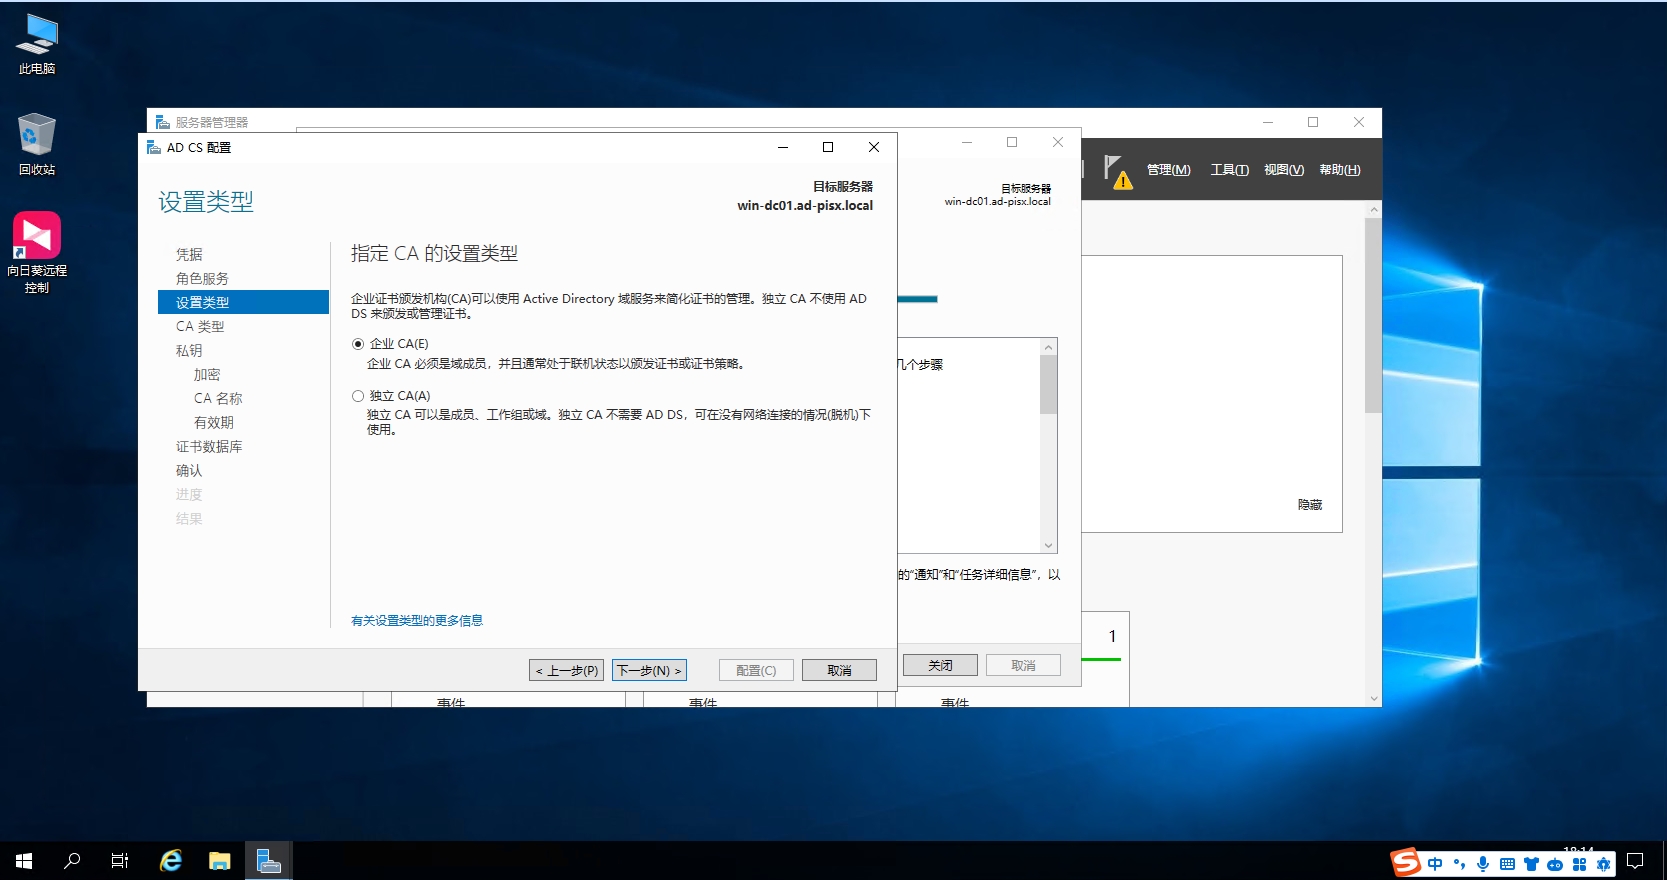 此电脑
回收站
向日葵远程
控制
服务器管理器
管理(M)
工具(T)
视图(V)
帮助(H)
目标服务器
win-dc01.ad-pisx.local
几个步骤
隐藏
的“通知”和“任务详细信息”，以
关闭
取消
1
事件
事件
事件
AD CS 配置
设置类型
目标服务器
win-dc01.ad-pisx.local
凭据
角色服务
设置类型
CA 类型
私钥
加密
CA 名称
有效期
证书数据库
确认
进度
结果
指定 CA 的设置类型
企业证书颁发机构(CA)可以使用 Active Directory 域服务来简化证书的管理。独立 CA 不使用 AD
DS 来颁发或管理证书。
企业 CA(E)
企业 CA 必须是域成员，并且通常处于联机状态以颁发证书或证书策略。
独立 CA(A)
独立 CA 可以是成员、工作组或域。独立 CA 不需要 AD DS，可在没有网络连接的情况(脱机)下
使用。
有关设置类型的更多信息
< 上一步(P)
下一步(N) >
配置(C)
取消
中